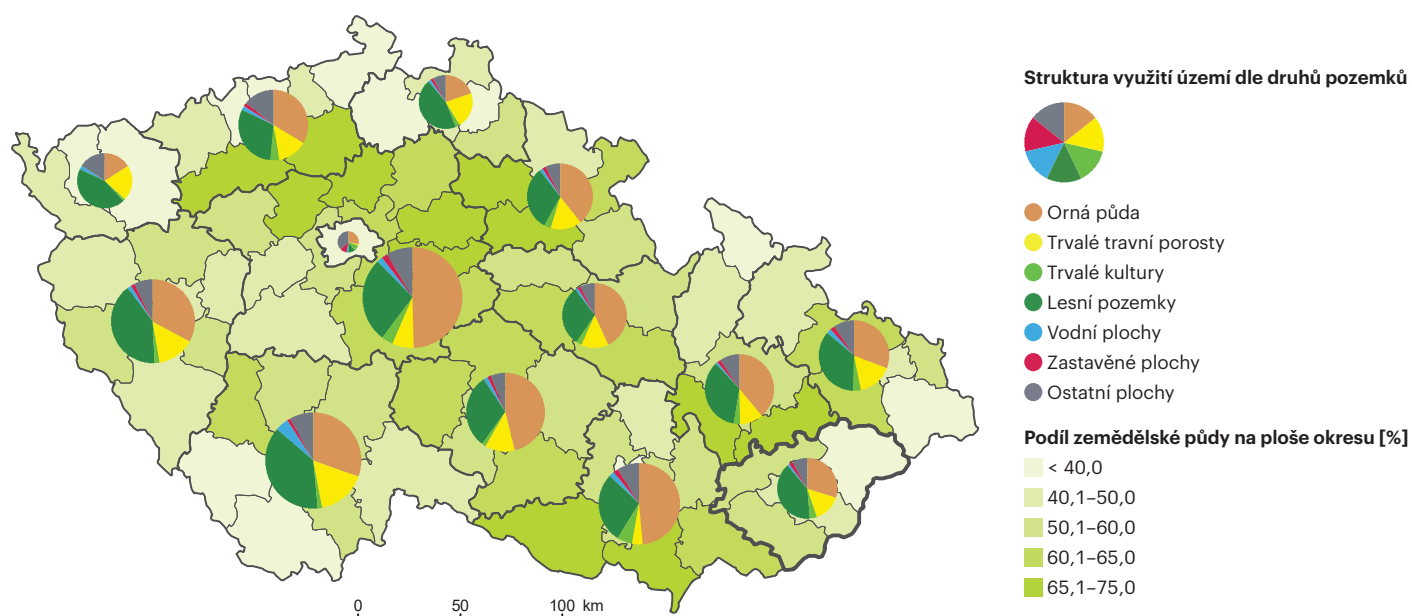 Struktura využití území dle druhů pozemků
Orná půda
Trvalé travní porosty
Trvalé kultury
Lesní pozemky
Vodní plochy
Zastavěné plochy
Ostatní plochy
Podíl zemědělské půdy na ploše okresu [%]
< 40,0
40,1–50,0
50,1–60,0
60,1–65,0
65,1–75,0
0 50 100 km